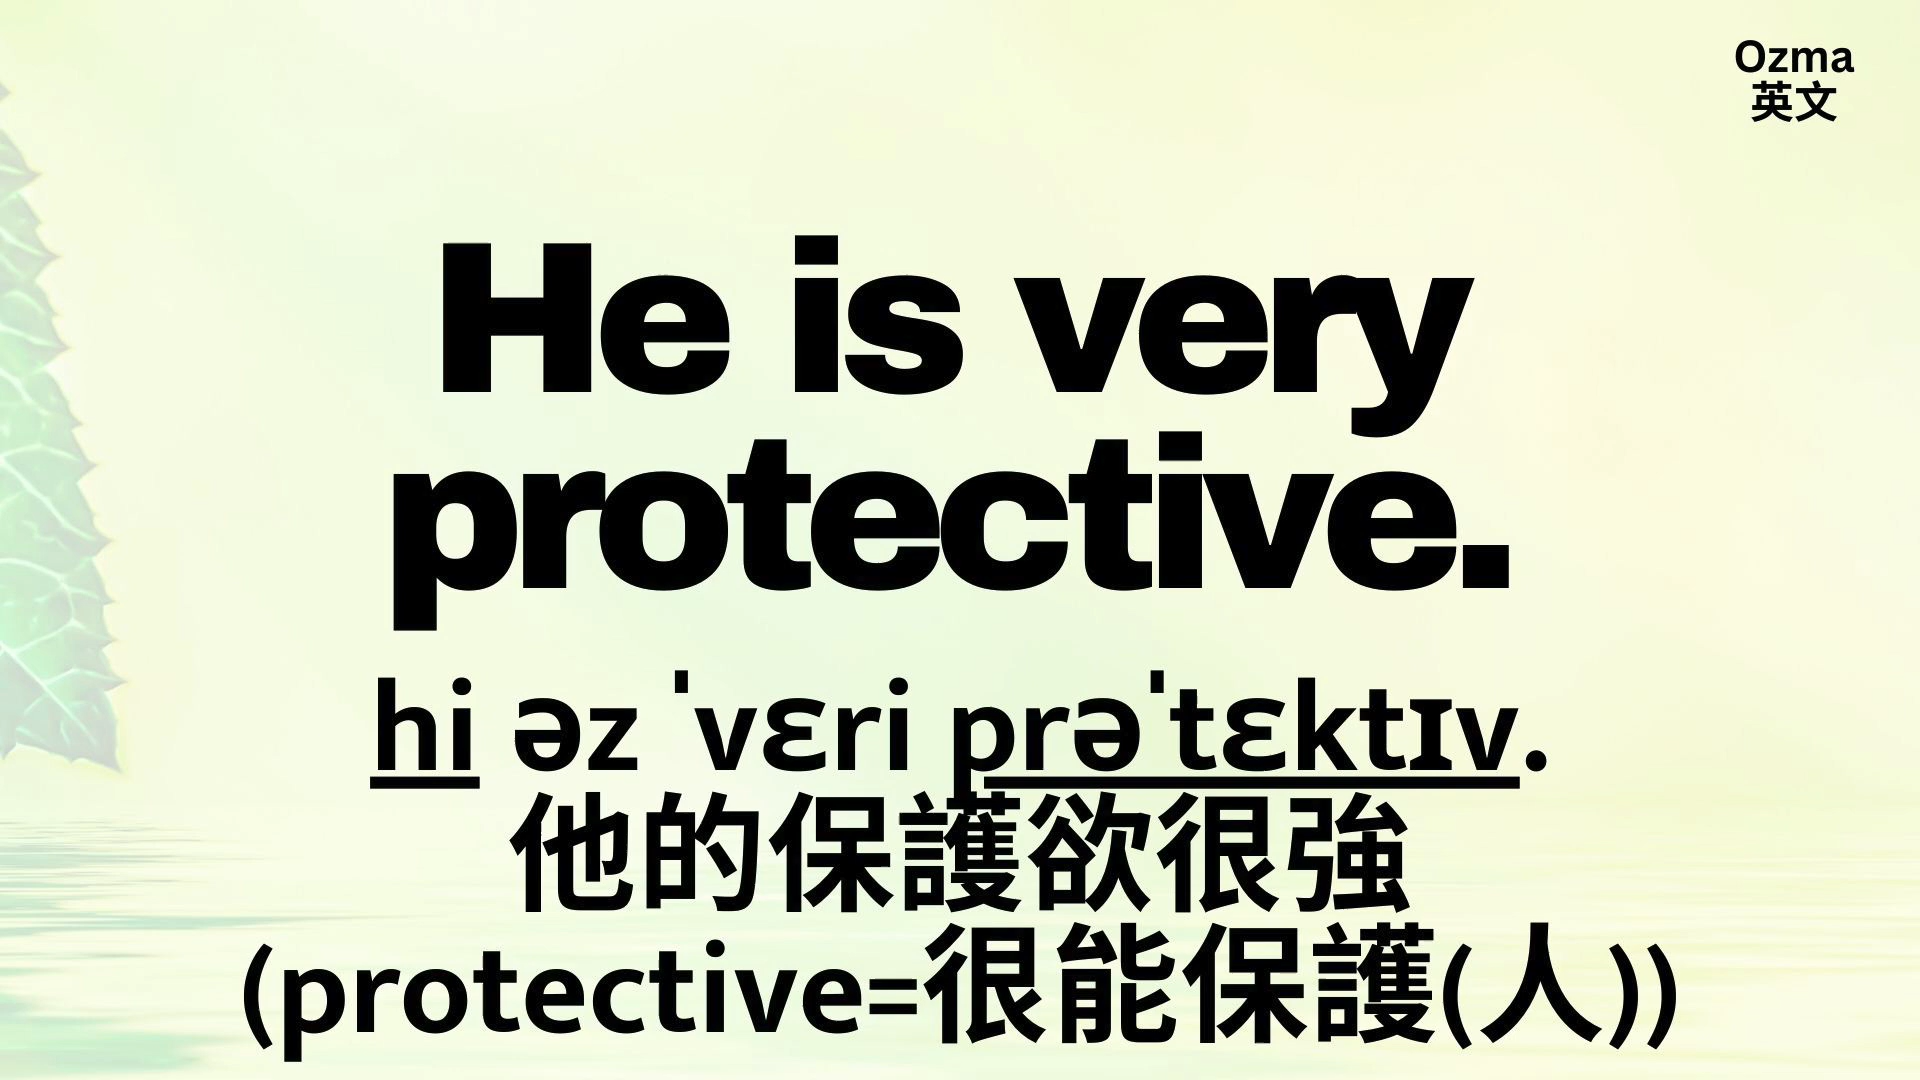 Ozma
英文
He is very
protective.
hi əz ˈvɛri prəˈtɛktɪv.
他的保護欲很強
(protective=很能保護(人))